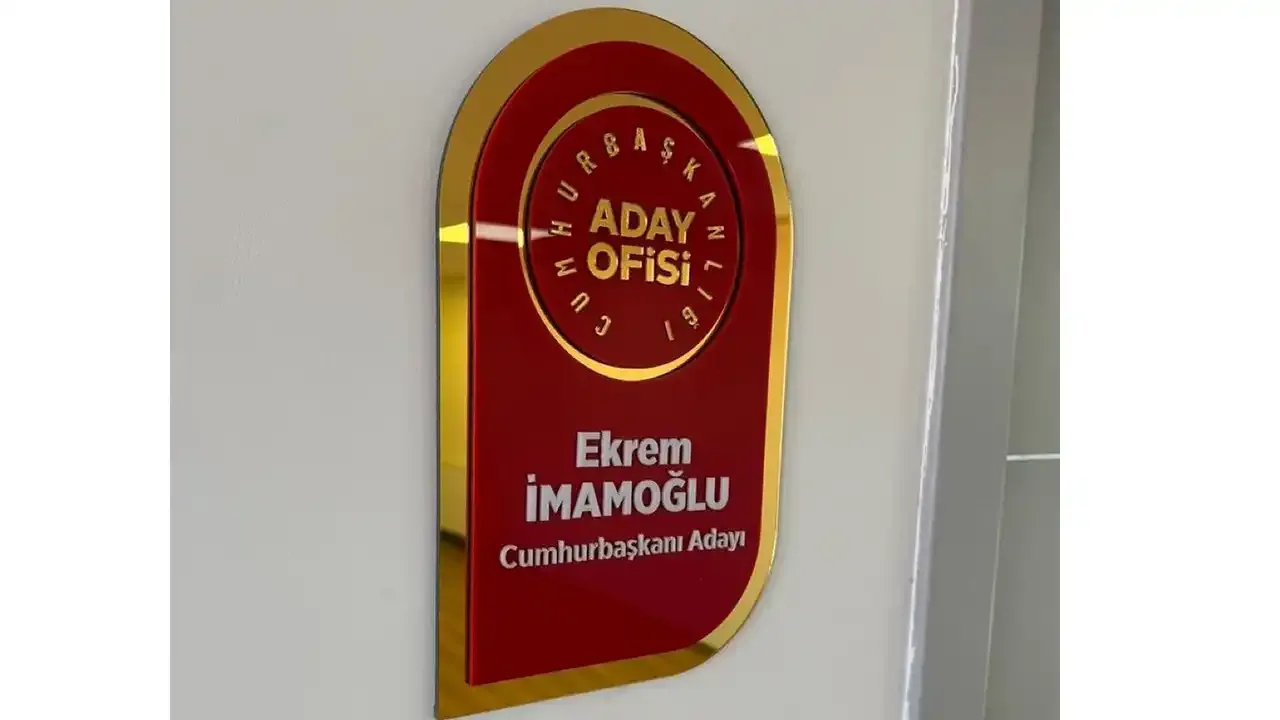 CUMHURBAŞKANLIĞI
ADAY
OFİSİ
Ekrem
İMAMOĞLU
Cumhurbaşkanı Adayı